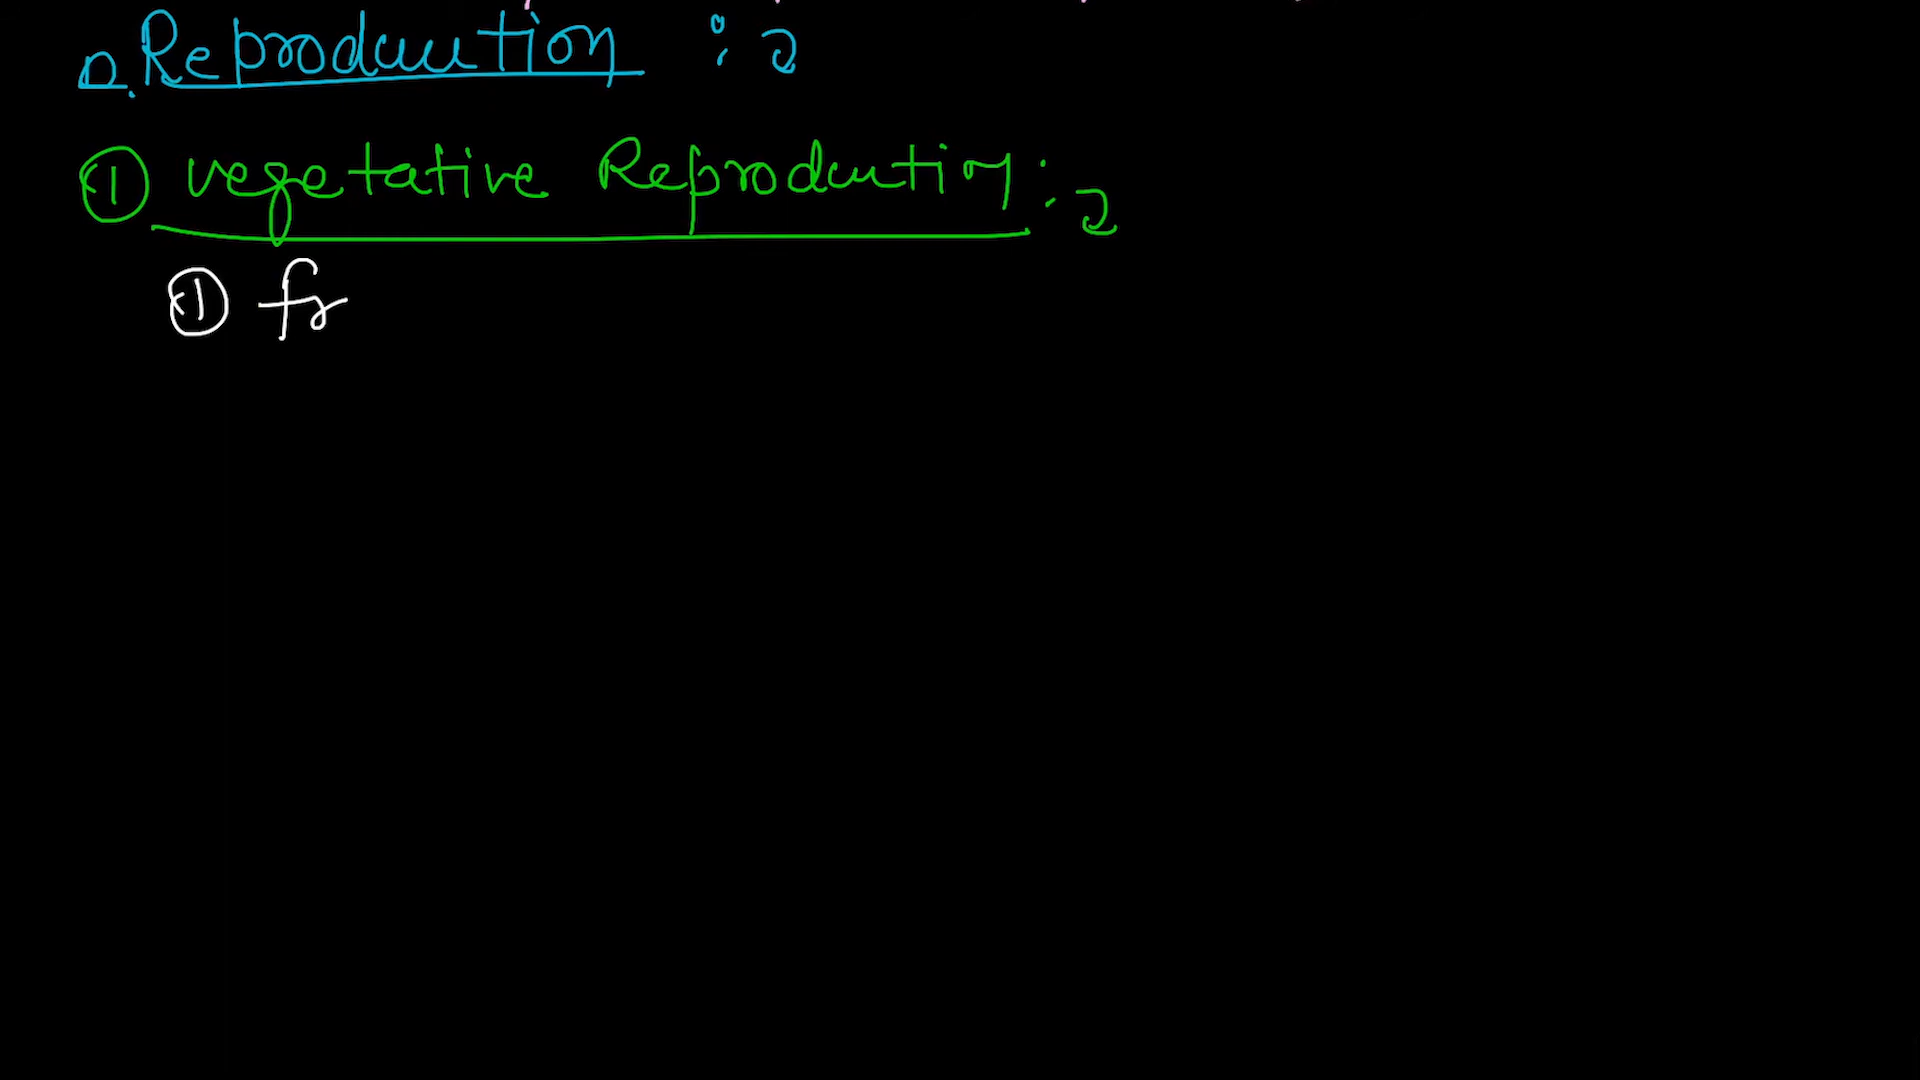 D. Reproduction :-
① vegetative Reproduction :-
① fr